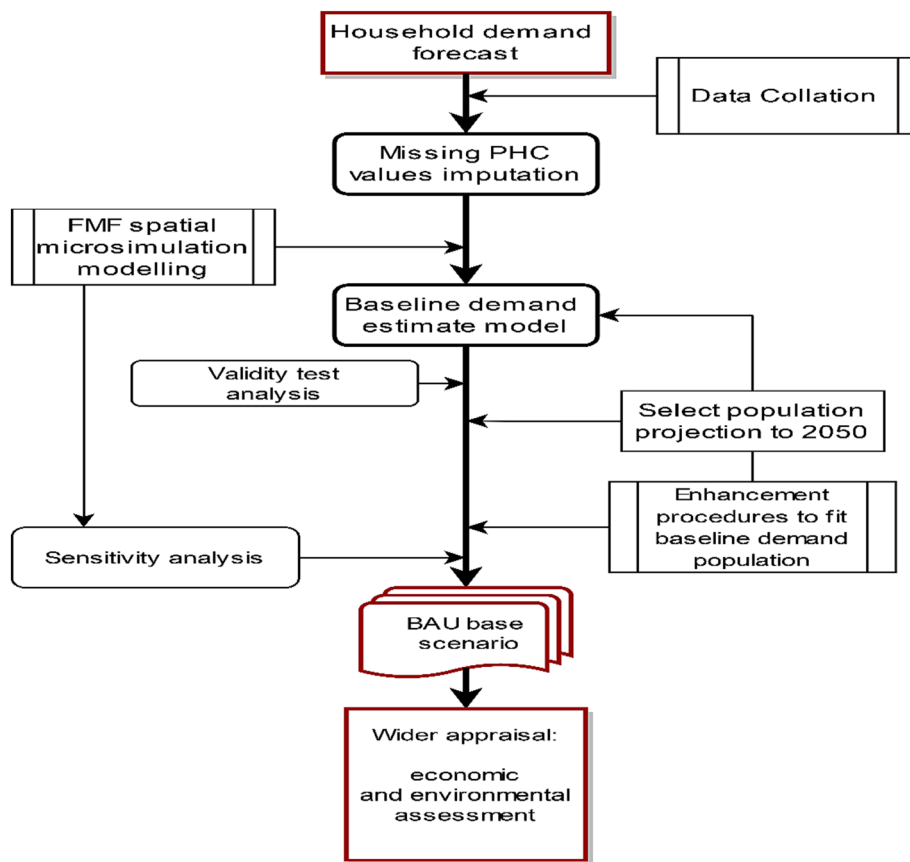 Household demand
forecast
Data Collation
Missing PHC
values imputation
FMF spatial
microsimulation
modelling
Baseline demand
estimate model
Validity test
analysis
Select population
projection to 2050
Enhancement
procedures to fit
baseline demand
population
Sensitivity analysis
BAU base
scenario
Wider appraisal:
economic
and environmental
assessment